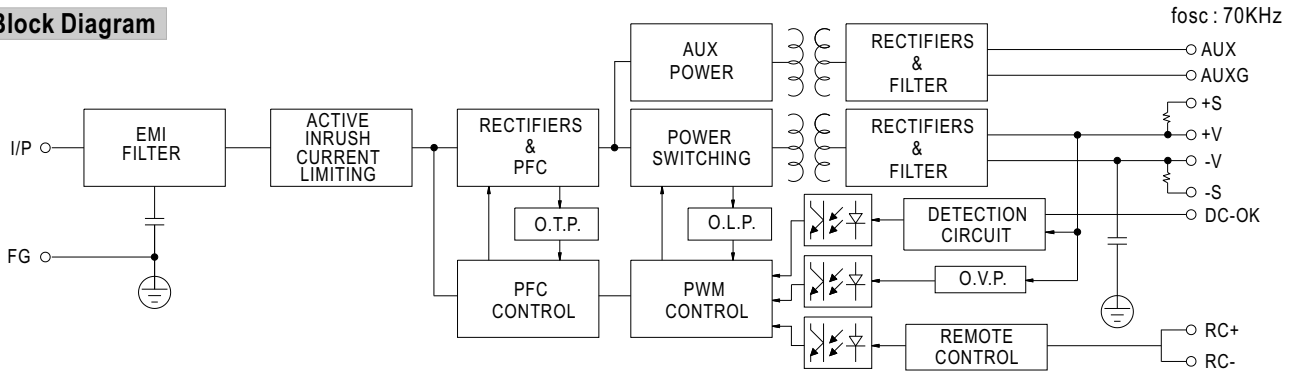 Block Diagram
fosc : 70KHz
AUX
POWER
RECTIFIERS
&
FILTER
AUX
AUXG
I/P
EMI
FILTER
ACTIVE
INRUSH
CURRENT
LIMITING
RECTIFIERS
&
PFC
POWER
SWITCHING
RECTIFIERS
&
FILTER
+S
+V
-V
-S
O.T.P.
O.L.P.
DETECTION
CIRCUIT
DC-OK
FG
PFC
CONTROL
PWM
CONTROL
O.V.P.
REMOTE
CONTROL
RC+
RC-